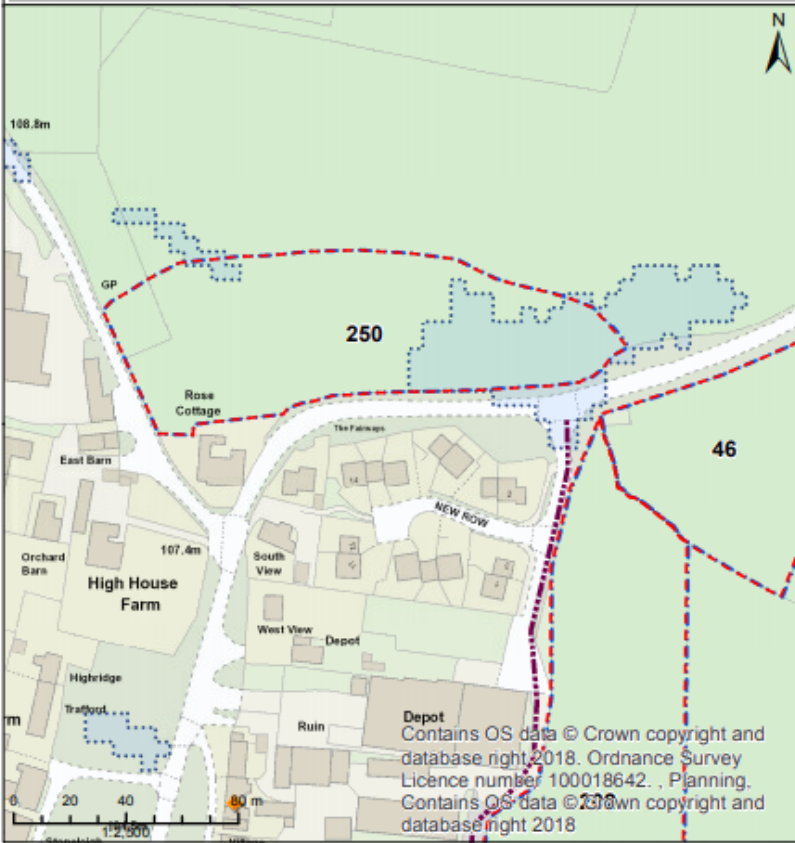 N
108.8m
GP
250
Rose
Cottage
The Fairways
46
East Barn
14
2
NEW ROW
107.4m
Orchard
Barn
South
View
High House
Farm
West View
Depot
Highridge
Trafford
rm
Ruin
Depot
Contains OS data © Crown copyright and
database right 2018. Ordnance Survey
Licence number 100018642. , Planning,
Contains OS data © Crown copyright and
database right 2018
0 20 40 80 m
1:2,500